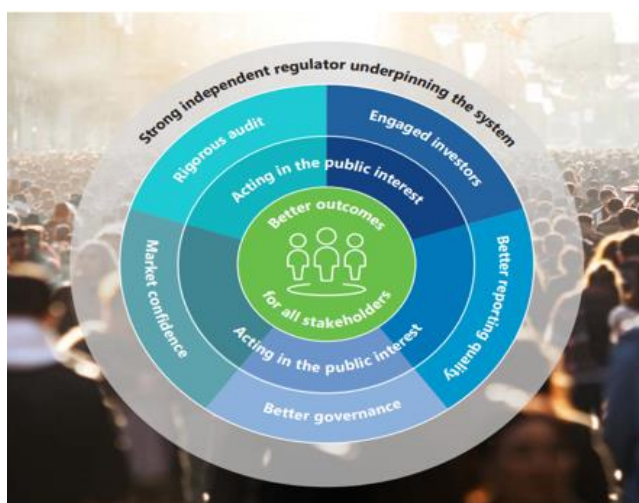 Strong independent regulator underpinning the system
Rigorous audit
Engaged investors
Acting in the public interest
Better outcomes
for all stakeholders
Market confidence
Better reporting quality
Acting in the public interest
Better governance